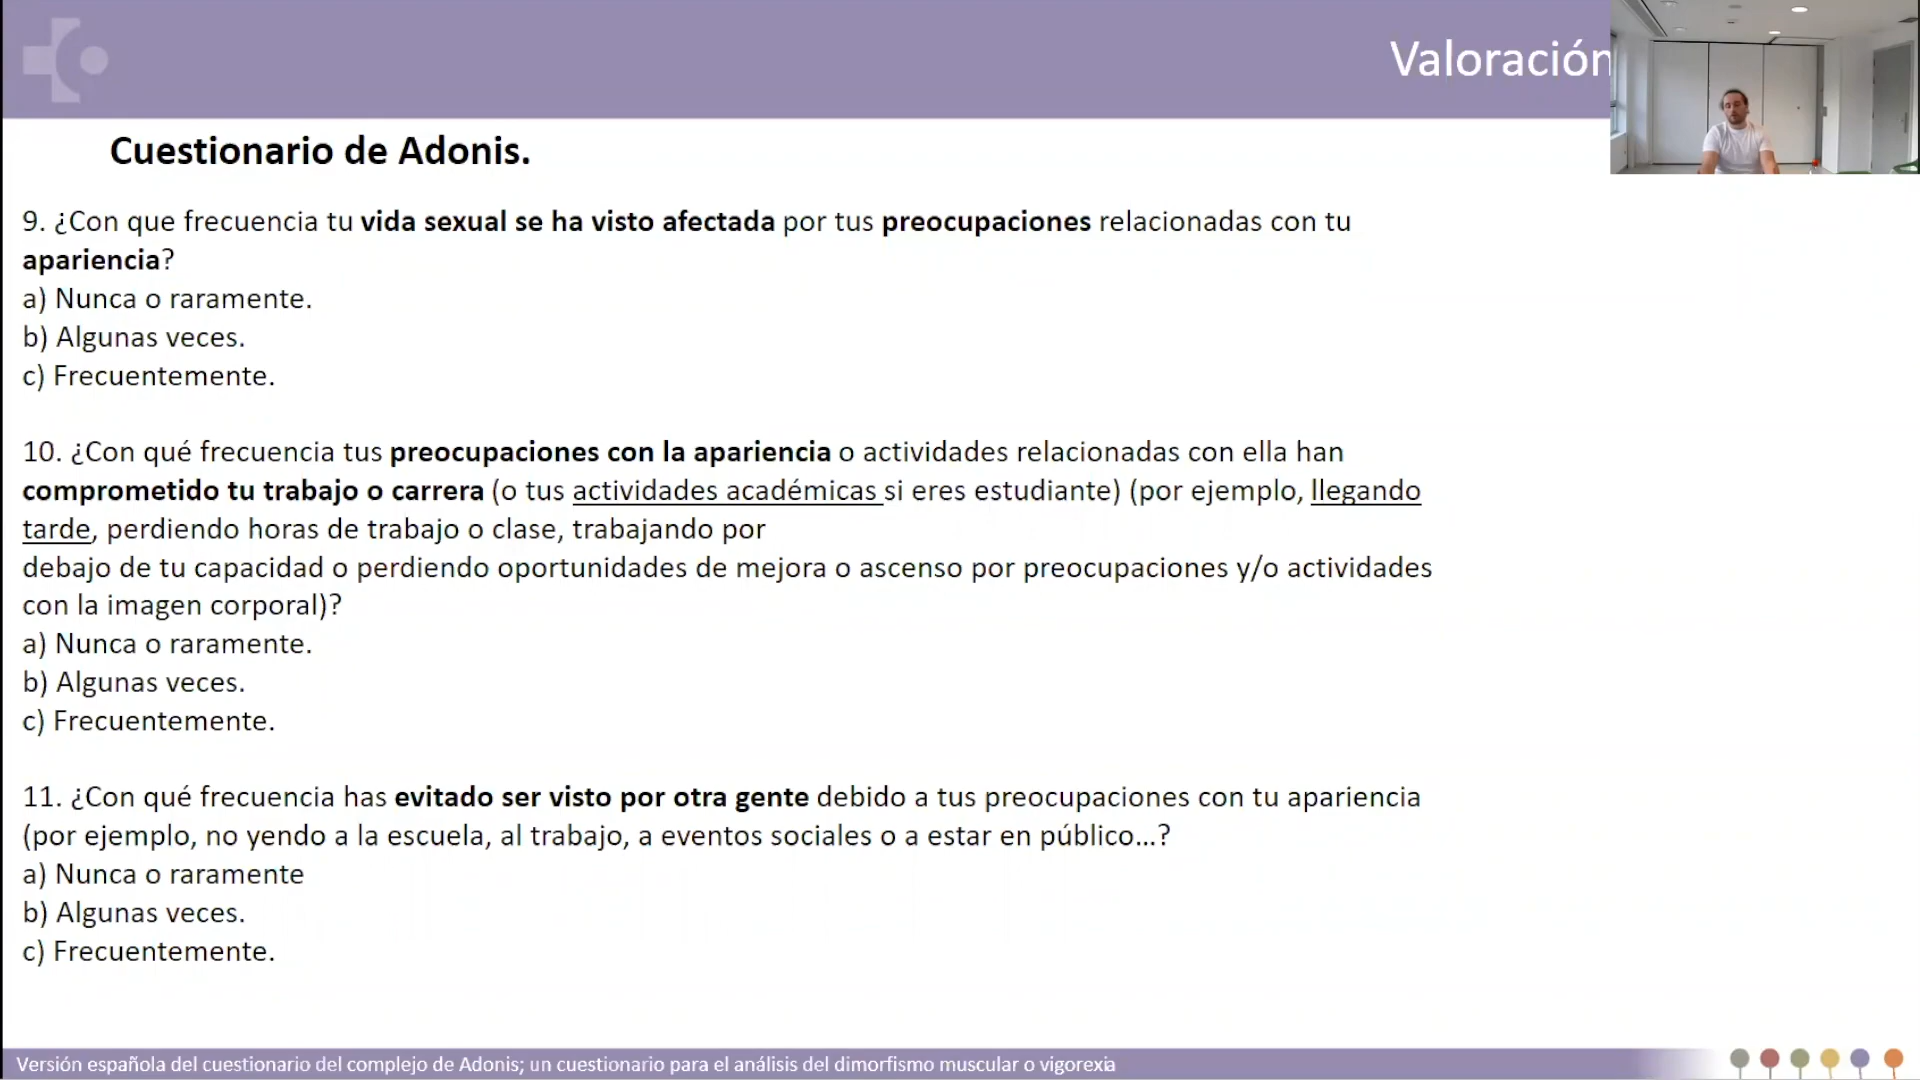 Valoración
Cuestionario de Adonis.
9. ¿Con que frecuencia tu vida sexual se ha visto afectada por tus preocupaciones relacionadas con tu
apariencia?
a) Nunca o raramente.
b) Algunas veces.
c) Frecuentemente.
10. ¿Con qué frecuencia tus preocupaciones con la apariencia o actividades relacionadas con ella han
comprometido tu trabajo o carrera (o tus actividades académicas si eres estudiante) (por ejemplo, llegando
tarde, perdiendo horas de trabajo o clase, trabajando por
debajo de tu capacidad o perdiendo oportunidades de mejora o ascenso por preocupaciones y/o actividades
con la imagen corporal)?
a) Nunca o raramente.
b) Algunas veces.
c) Frecuentemente.
11. ¿Con qué frecuencia has evitado ser visto por otra gente debido a tus preocupaciones con tu apariencia
(por ejemplo, no yendo a la escuela, al trabajo, a eventos sociales o a estar en público...?
a) Nunca o raramente
b) Algunas veces.
c) Frecuentemente.
Versión española del cuestionario del complejo de Adonis; un cuestionario para el análisis del dimorfismo muscular o vigorexia